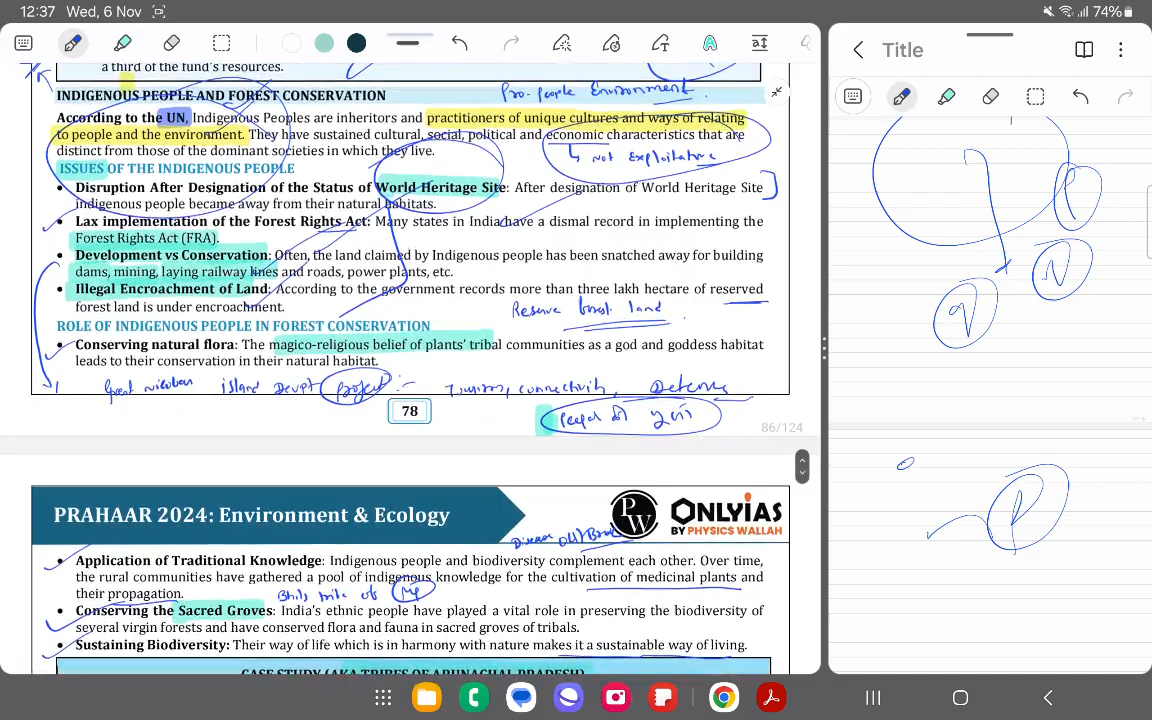 12:37 Wed, 6 Nov
74%
Title
a third of the fund's resources.
INDIGENOUS PEOPLE AND FOREST CONSERVATION
Pro-people Environment.
According to the UN, Indigenous Peoples are inheritors and practitioners of unique cultures and ways of relating
to people and the environment. They have sustained cultural, social, political and economic characteristics that are
distinct from those of the dominant societies in which they live.
Not Exploitative
ISSUES OF THE INDIGENOUS PEOPLE
• Disruption After Designation of the Status of World Heritage Site: After designation of World Heritage Site
indigenous people became away from their natural habitats.
• Lax implementation of the Forest Rights Act: Many states in India have a dismal record in implementing the
Forest Rights Act (FRA).
• Development vs Conservation: Often, the land claimed by Indigenous people has been snatched away for building
dams, mining, laying railway lines and roads, power plants, etc.
• Illegal Encroachment of Land: According to the government records more than three lakh hectare of reserved
forest land is under encroachment.
Reserve forest land
ROLE OF INDIGENOUS PEOPLE IN FOREST CONSERVATION
• Conserving natural flora: The magico-religious belief of plants' tribal communities as a god and goddess habitat
leads to their conservation in their natural habitat.
Great nicobar island Devpt project:- connectivity, Defence
78
86/124
PRAHAAR 2024: Environment & Ecology
PW
ONLYIAS
BY PHYSICS WALLAH
• Application of Traditional Knowledge: Indigenous people and biodiversity complement each other. Over time,
the rural communities have gathered a pool of indigenous knowledge for the cultivation of medicinal plants and
their propagation.
Bhils tribe of MP
• Conserving the Sacred Groves: India's ethnic people have played a vital role in preserving the biodiversity of
several virgin forests and have conserved flora and fauna in sacred groves of tribals.
• Sustaining Biodiversity: Their way of life which is in harmony with nature makes it a sustainable way of living.
CASE STUDY (AKA TRIBES OF ARUNACHAL PRADESH)
P
N
P